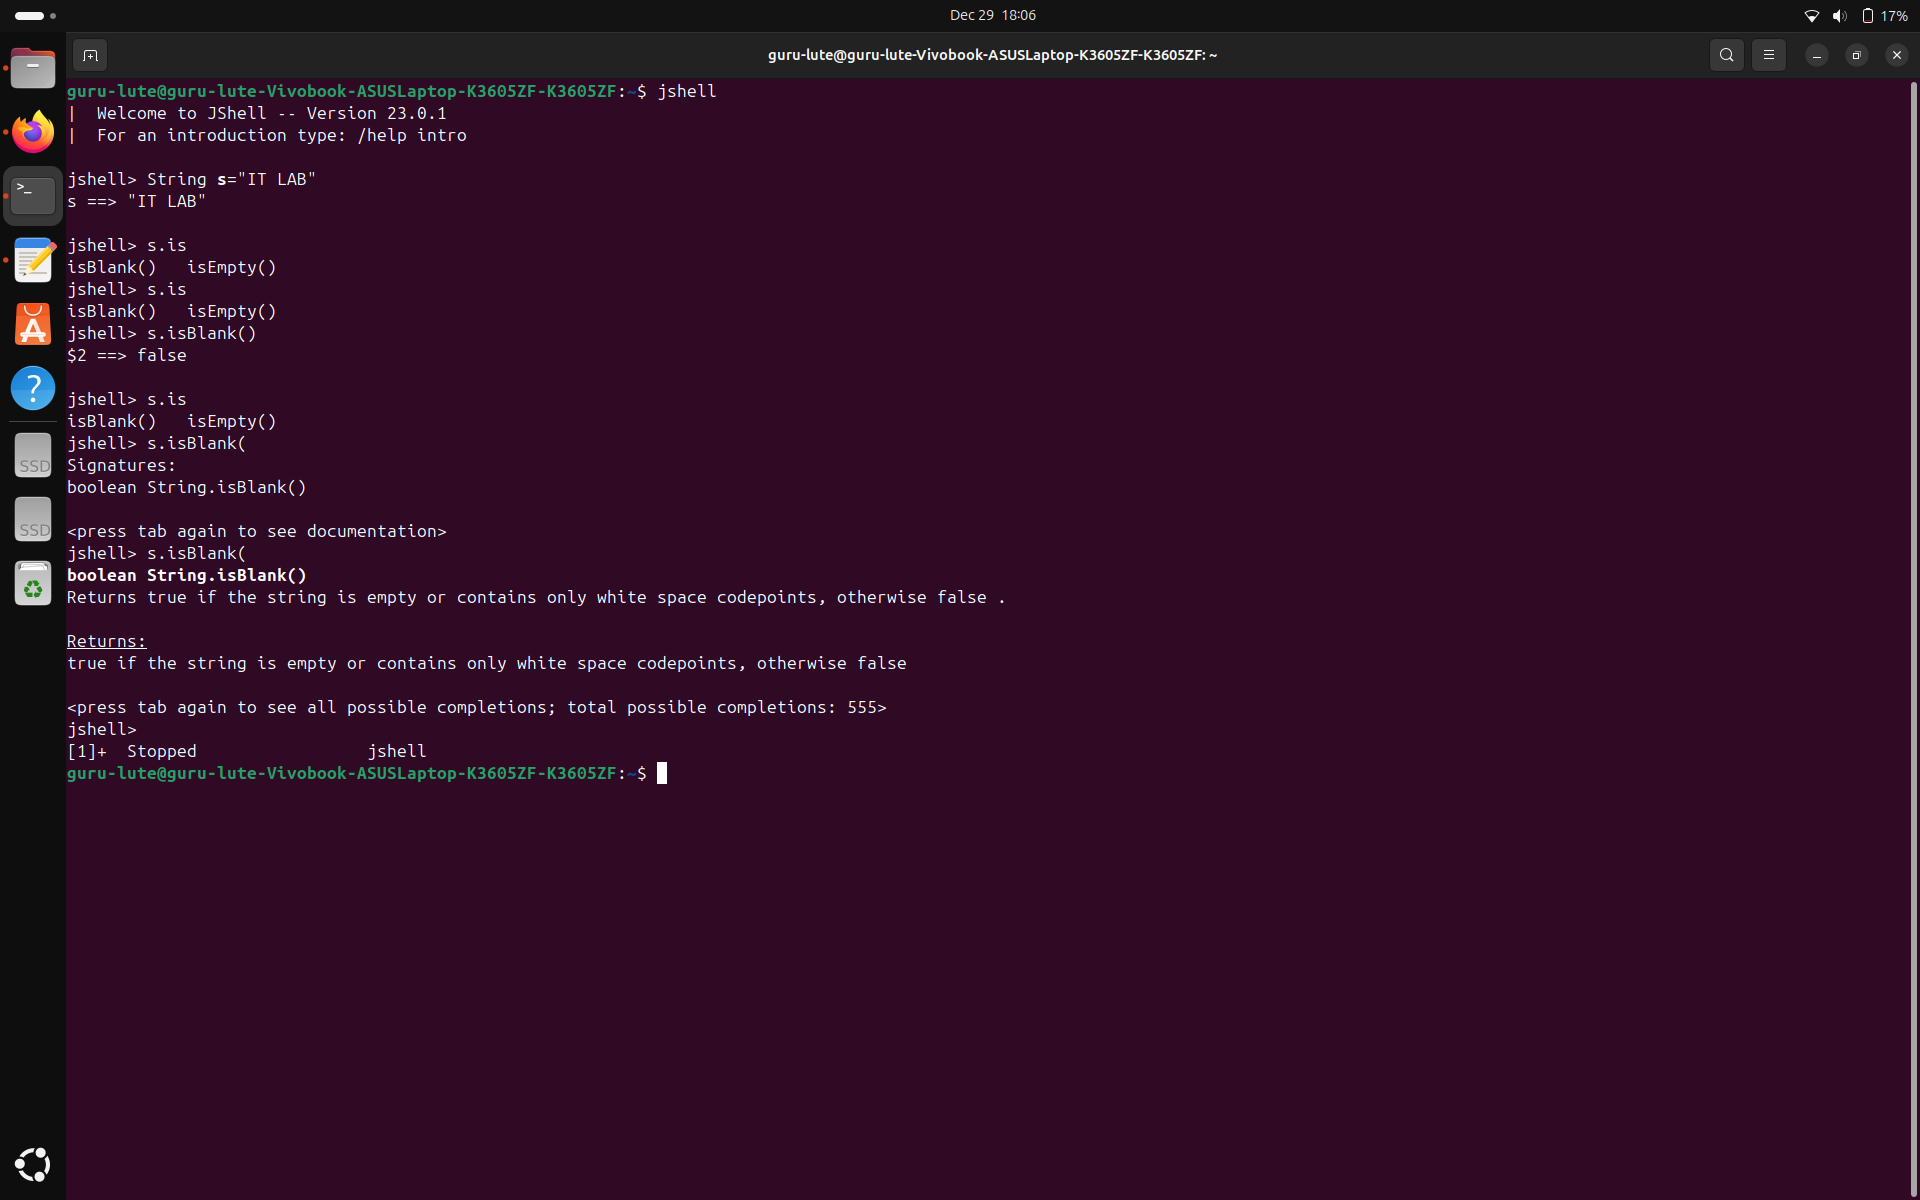 Dec 29 18:06
17%
guru-lute@guru-lute-Vivobook-ASUSLaptop-K3605ZF-K3605ZF: ~
guru-lute@guru-lute-Vivobook-ASUSLaptop-K3605ZF-K3605ZF:~$ jshell
|  Welcome to JShell -- Version 23.0.1
|  For an introduction type: /help intro
jshell> String s="IT LAB"
s ==> "IT LAB"
jshell> s.is
isBlank()   isEmpty()
jshell> s.is
isBlank()   isEmpty()
jshell> s.isBlank()
$2 ==> false
jshell> s.is
isBlank()   isEmpty()
jshell> s.isBlank(
Signatures:
boolean String.isBlank()
<press tab again to see documentation>
jshell> s.isBlank(
boolean String.isBlank()
Returns true if the string is empty or contains only white space codepoints, otherwise false .
Returns:
true if the string is empty or contains only white space codepoints, otherwise false
<press tab again to see all possible completions; total possible completions: 555>
jshell>
[1]+  Stopped                 jshell
guru-lute@guru-lute-Vivobook-ASUSLaptop-K3605ZF-K3605ZF:~$
>_
A
?
SSD
SSD